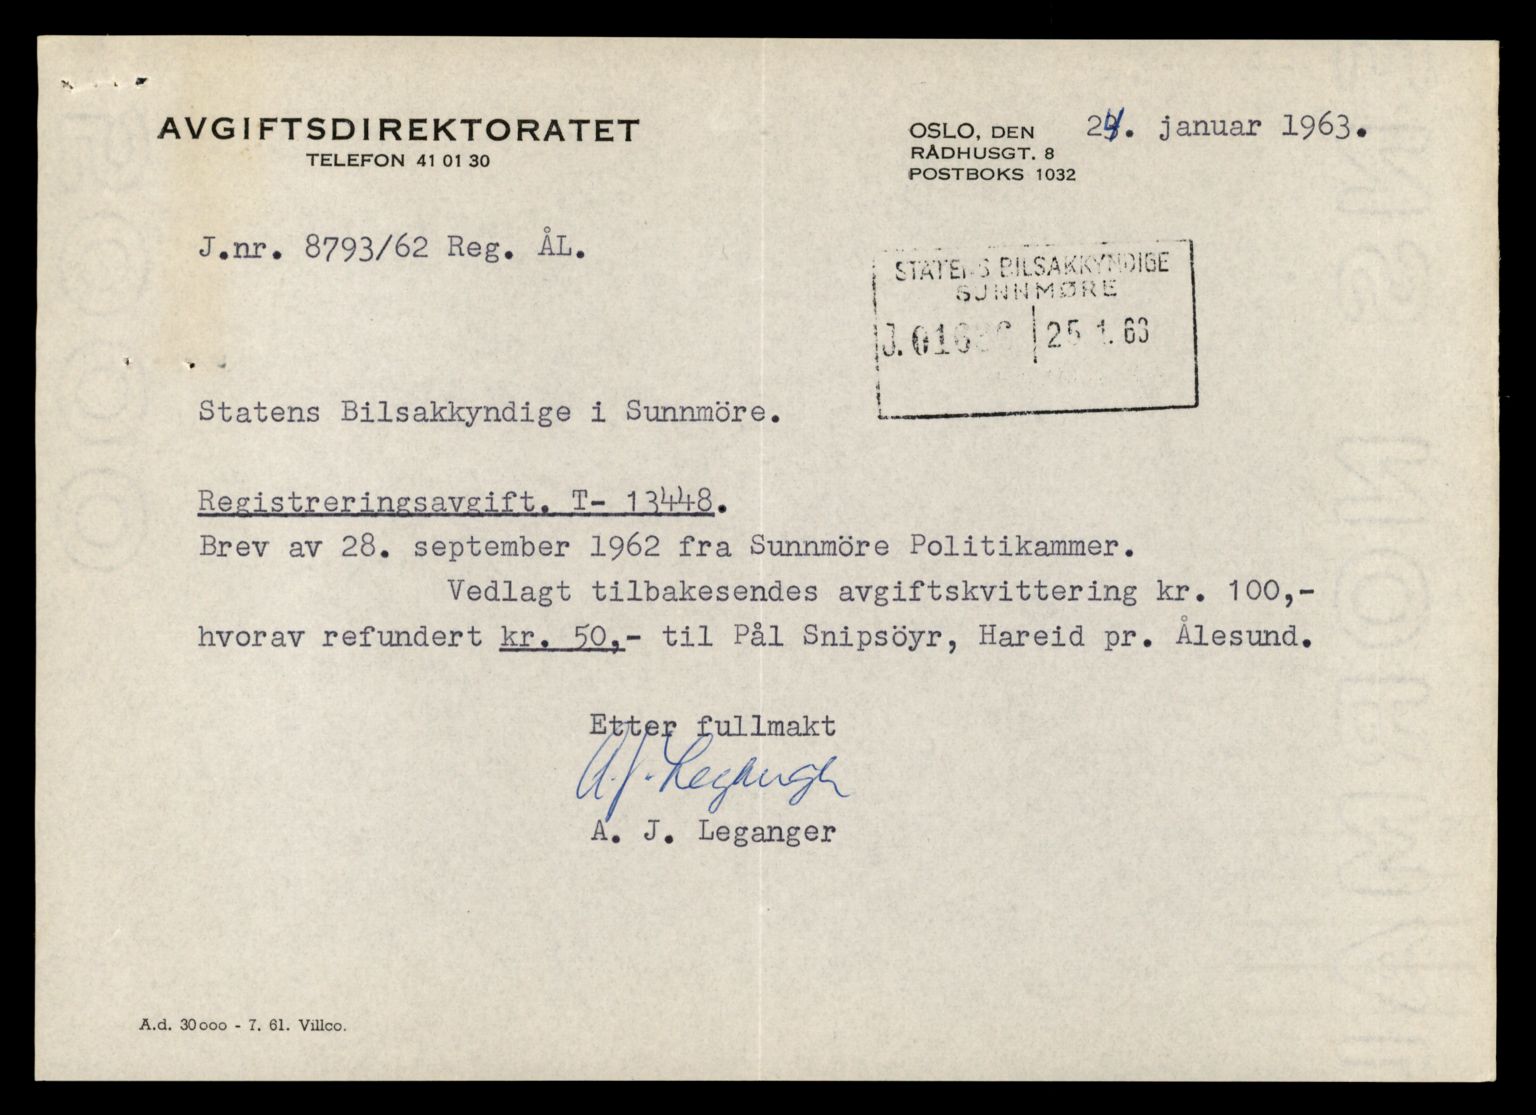 AVGIFTSDIREKTORATET
TELEFON 41 01 30
OSLO, DEN 24. januar 1963.
RÅDHUSGT. 8
POSTBOKS 1032
J.nr. 8793/62 Reg. ÅL.
STATENS BILSAKKYNDIGE
SUNNMØRE
25 1. 63
Statens Bilsakkyndige i Sunnmöre.
Registreringsavgift. T- 13448.
Brev av 28. september 1962 fra Sunnmöre Politikammer.
Vedlagt tilbakesendes avgiftskvittering kr. 100,-
hvorav refundert kr. 50,- til Pål Snipsöyr, Hareid pr. Ålesund.
Etter fullmakt
A. J. Leganger
A. J. Leganger
A.d. 30000 - 7. 61. Villco.